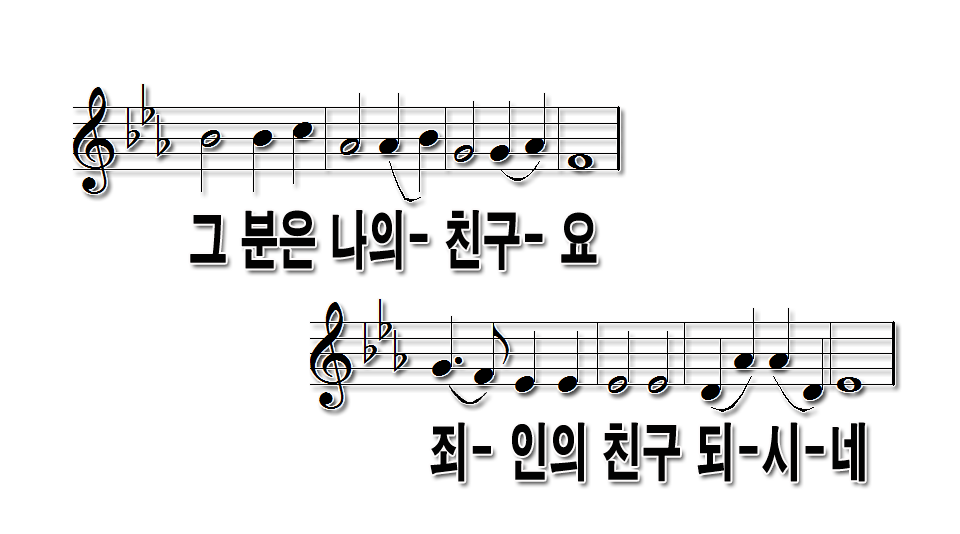 그 분은 나의- 친구- 요
죄- 인의 친구 되-시-네